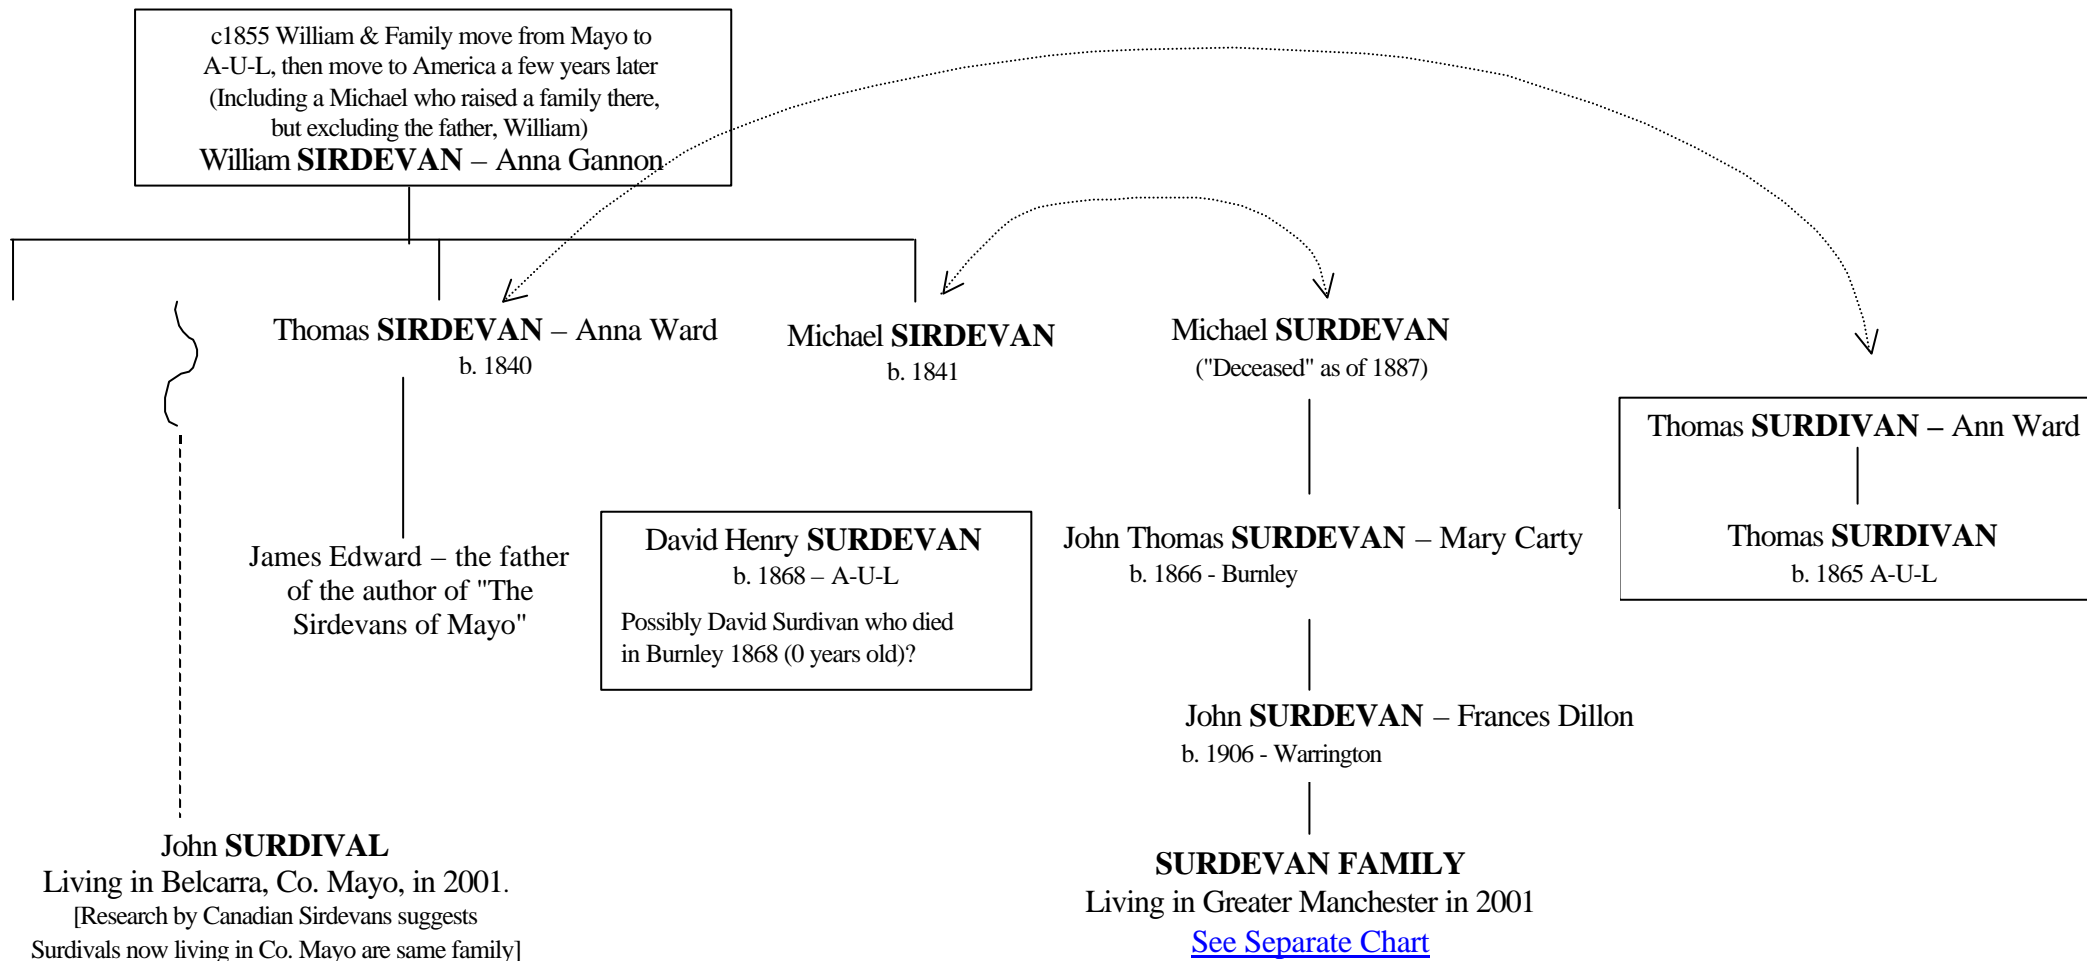 c1855 William & Family move from Mayo to
A-U-L, then move to America a few years later
(Including a Michael who raised a family there,
but excluding the father, William)
William SIRDEVAN – Anna Gannon
Thomas SIRDEVAN – Anna Ward
b. 1840
Michael SIRDEVAN
b. 1841
Michael SURDEVAN
("Deceased" as of 1887)
Thomas SURDIVAN – Ann Ward
Thomas SURDIVAN
b. 1865 A-U-L
James Edward – the father
of the author of "The
Sirdevans of Mayo"
David Henry SURDEVAN
b. 1868 – A-U-L
Possibly David Surdivan who died
in Burnley 1868 (0 years old)?
John Thomas SURDEVAN – Mary Carty
b. 1866 - Burnley
John SURDEVAN – Frances Dillon
b. 1906 - Warrington
John SURDIVAL
Living in Belcarra, Co. Mayo, in 2001.
[Research by Canadian Sirdevans suggests
Surdivals now living in Co. Mayo are same family]
SURDEVAN FAMILY
Living in Greater Manchester in 2001
See Separate Chart